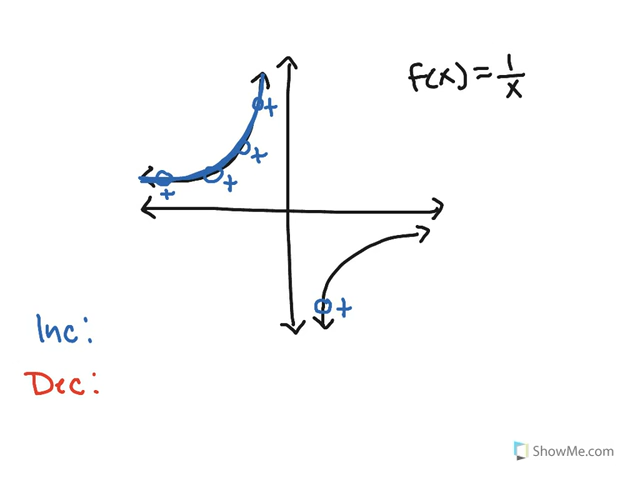 f(x) = 1/x
+
+
+
+
+
Inc:
Dec:
ShowMe.com